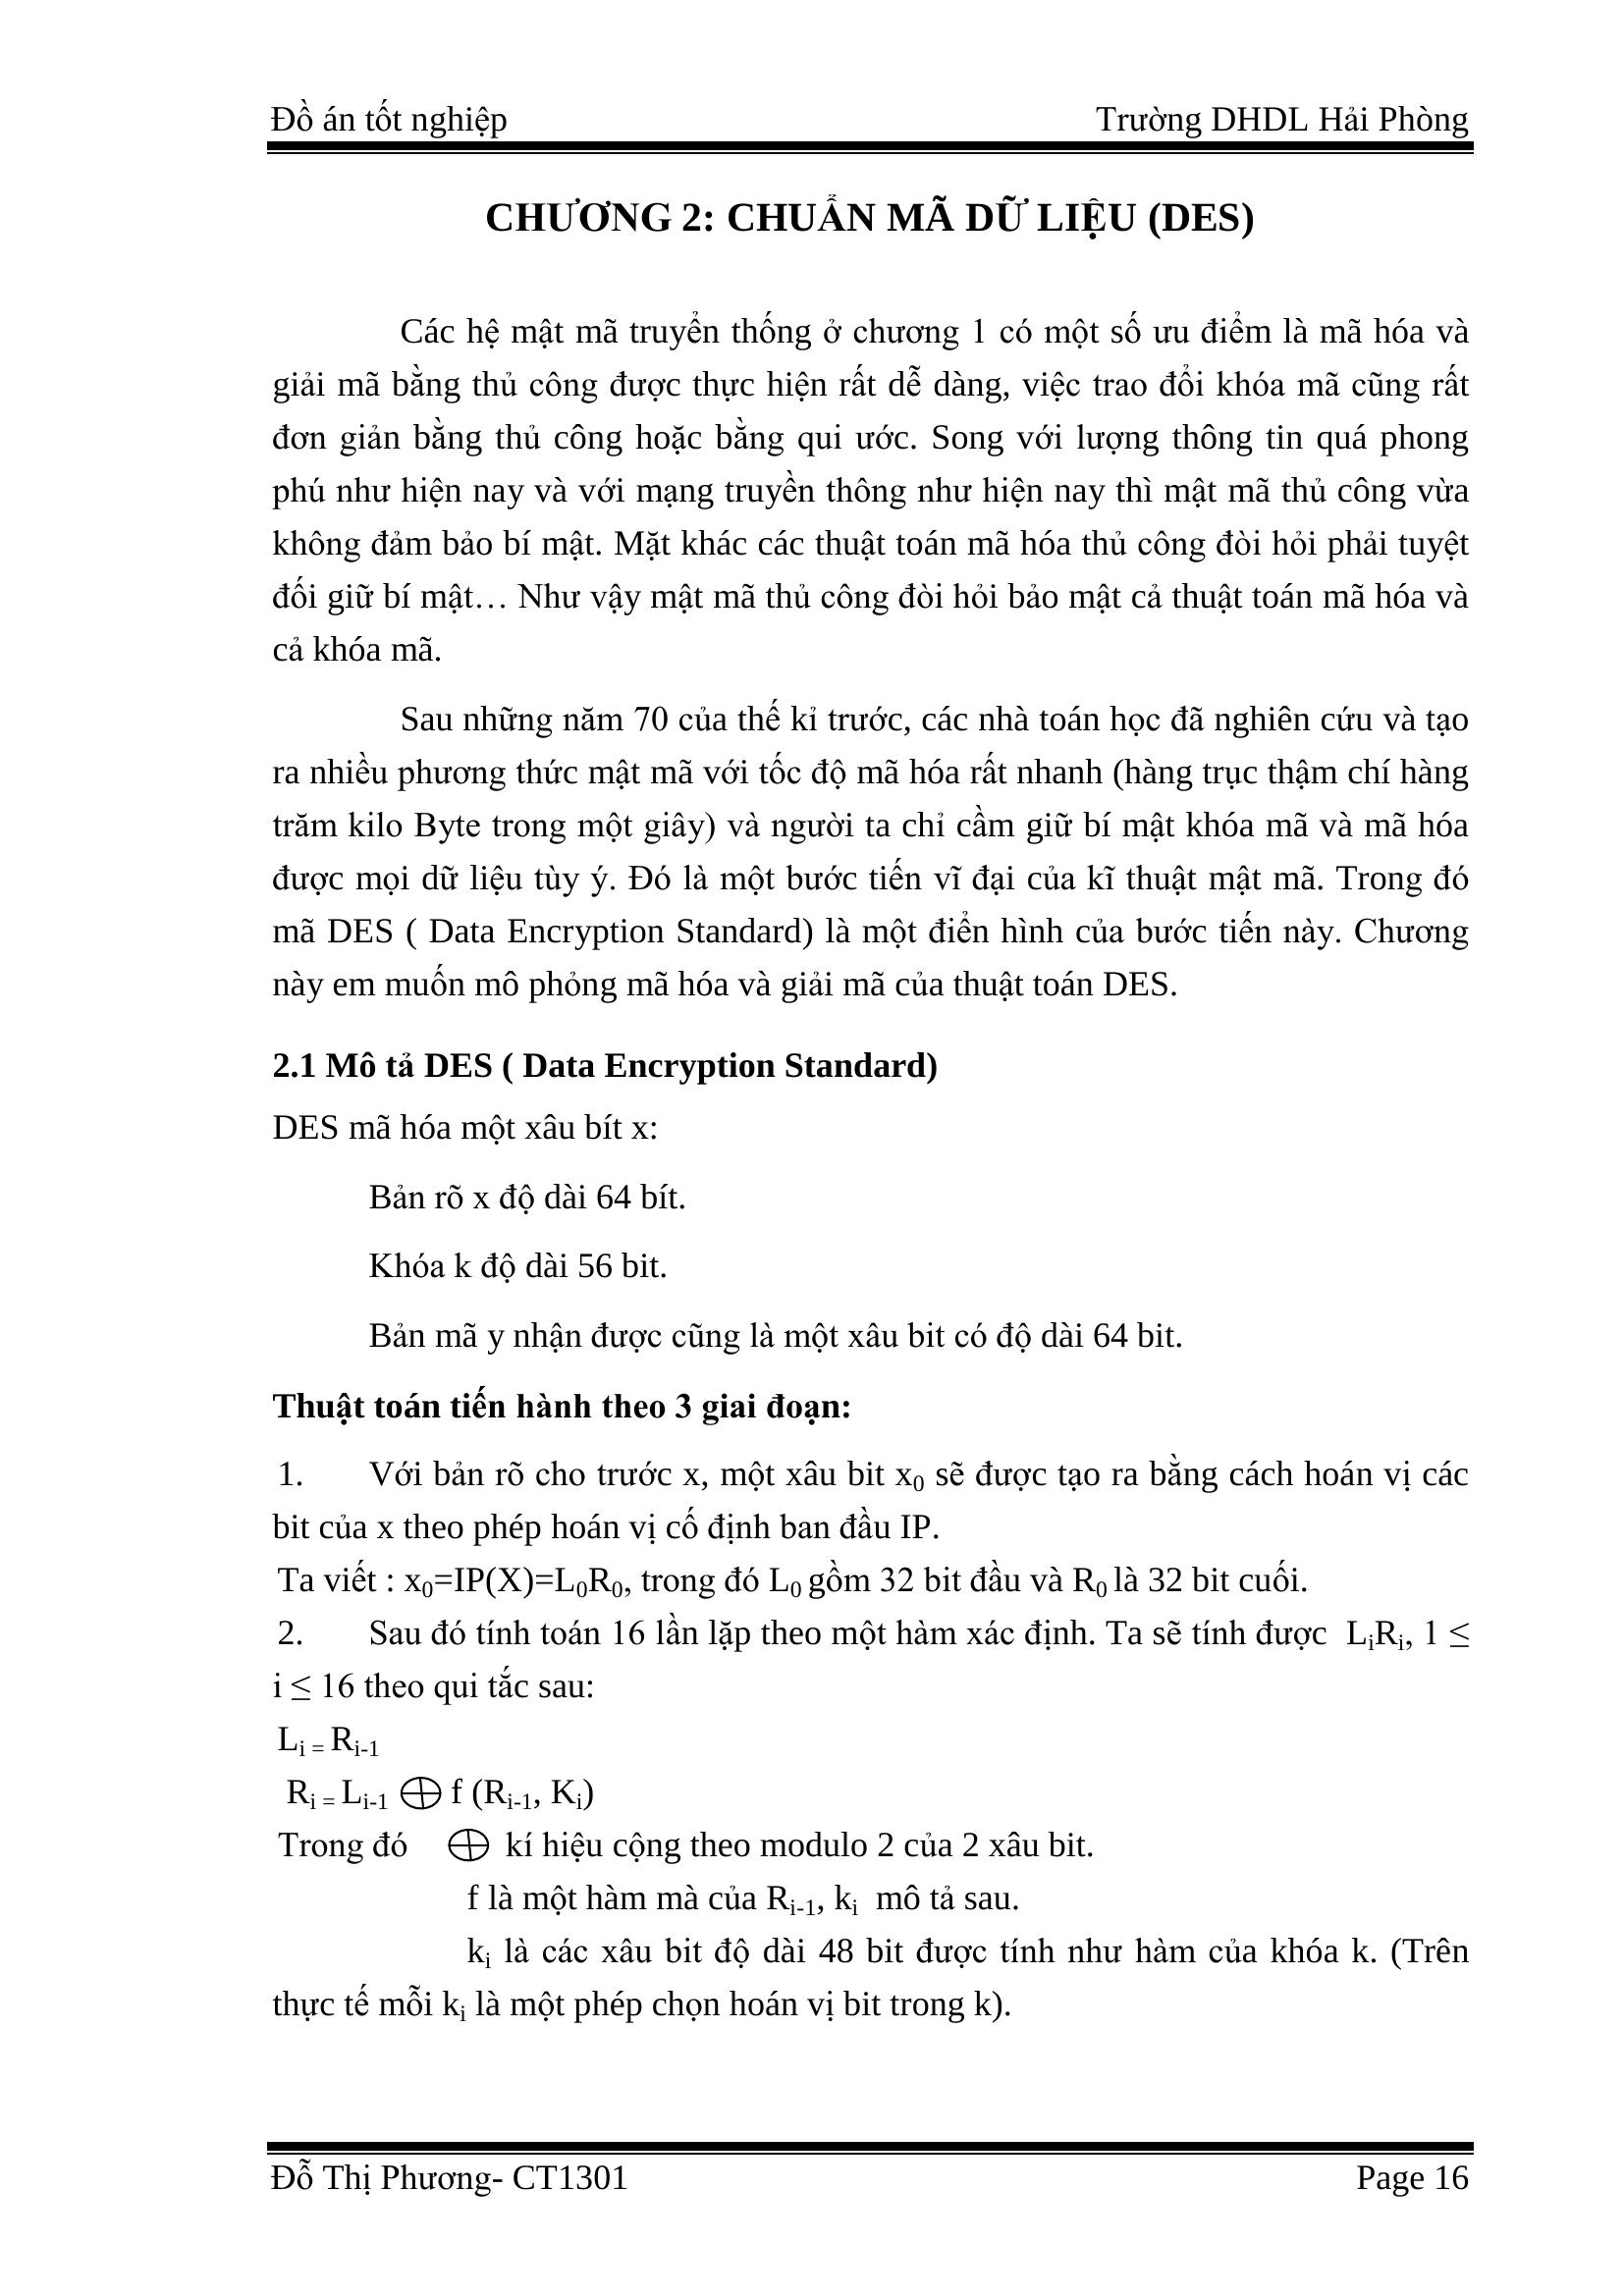 Đồ án tốt nghiệp Trường DHDL Hải Phòng
CHƯƠNG 2: CHUẨN MÃ DỮ LIỆU (DES)
Các hệ mật mã truyển thống ở chương 1 có một số ưu điểm là mã hóa và
giải mã bằng thủ công được thực hiện rất dễ dàng, việc trao đổi khóa mã cũng rất
đơn giản bằng thủ công hoặc bằng qui ước. Song với lượng thông tin quá phong
phú như hiện nay và với mạng truyền thông như hiện nay thì mật mã thủ công vừa
không đảm bảo bí mật. Mặt khác các thuật toán mã hóa thủ công đòi hỏi phải tuyệt
đối giữ bí mật… Như vậy mật mã thủ công đòi hỏi bảo mật cả thuật toán mã hóa và
cả khóa mã.
Sau những năm 70 của thế kỉ trước, các nhà toán học đã nghiên cứu và tạo
ra nhiều phương thức mật mã với tốc độ mã hóa rất nhanh (hàng trục thậm chí hàng
trăm kilo Byte trong một giây) và người ta chỉ cầm giữ bí mật khóa mã và mã hóa
được mọi dữ liệu tùy ý. Đó là một bước tiến vĩ đại của kĩ thuật mật mã. Trong đó
mã DES ( Data Encryption Standard) là một điển hình của bước tiến này. Chương
này em muốn mô phỏng mã hóa và giải mã của thuật toán DES.
2.1 Mô tả DES ( Data Encryption Standard)
DES mã hóa một xâu bít x:
Bản rõ x độ dài 64 bít.
Khóa k độ dài 56 bit.
Bản mã y nhận được cũng là một xâu bit có độ dài 64 bit.
Thuật toán tiến hành theo 3 giai đoạn:
1. Với bản rõ cho trước x, một xâu bit x₀ sẽ được tạo ra bằng cách hoán vị các
bit của x theo phép hoán vị cố định ban đầu IP.
Ta viết : x₀=IP(X)=L₀R₀, trong đó L₀ gồm 32 bit đầu và R₀ là 32 bit cuối.
2. Sau đó tính toán 16 lần lặp theo một hàm xác định. Ta sẽ tính được LᵢRᵢ, 1 ≤
i ≤ 16 theo qui tắc sau:
Lᵢ = Rᵢ₋₁
Rᵢ = Lᵢ₋₁ ⊕ f (Rᵢ₋₁, Kᵢ)
Trong đó ⊕ kí hiệu cộng theo modulo 2 của 2 xâu bit.
f là một hàm mà của Rᵢ₋₁, kᵢ mô tả sau.
kᵢ là các xâu bit độ dài 48 bit được tính như hàm của khóa k. (Trên
thực tế mỗi kᵢ là một phép chọn hoán vị bit trong k).
Đỗ Thị Phương- CT1301 Page 16